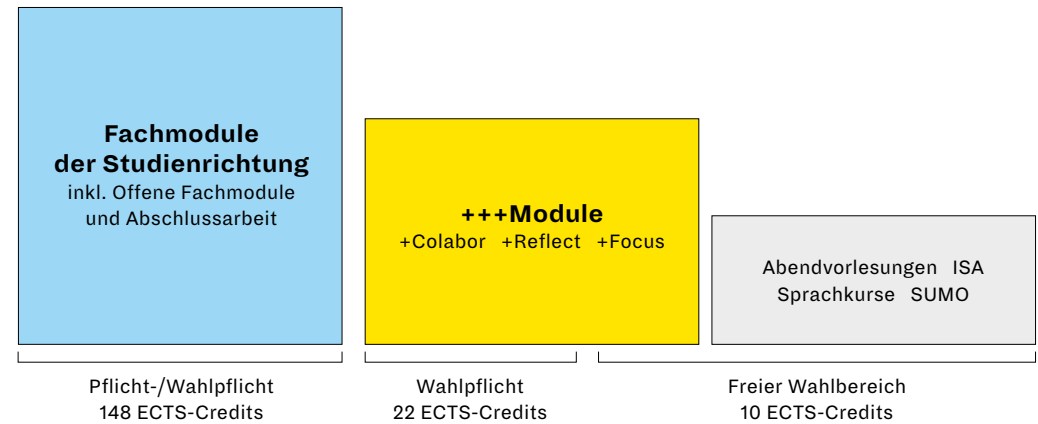 Fachmodule
der Studienrichtung
inkl. Offene Fachmodule
und Abschlussarbeit
+++Module
+Colabor +Reflect +Focus
Abendvorlesungen ISA
Sprachkurse SUMO
Pflicht-/Wahlpflicht
148 ECTS-Credits
Wahlpflicht
22 ECTS-Credits
Freier Wahlbereich
10 ECTS-Credits